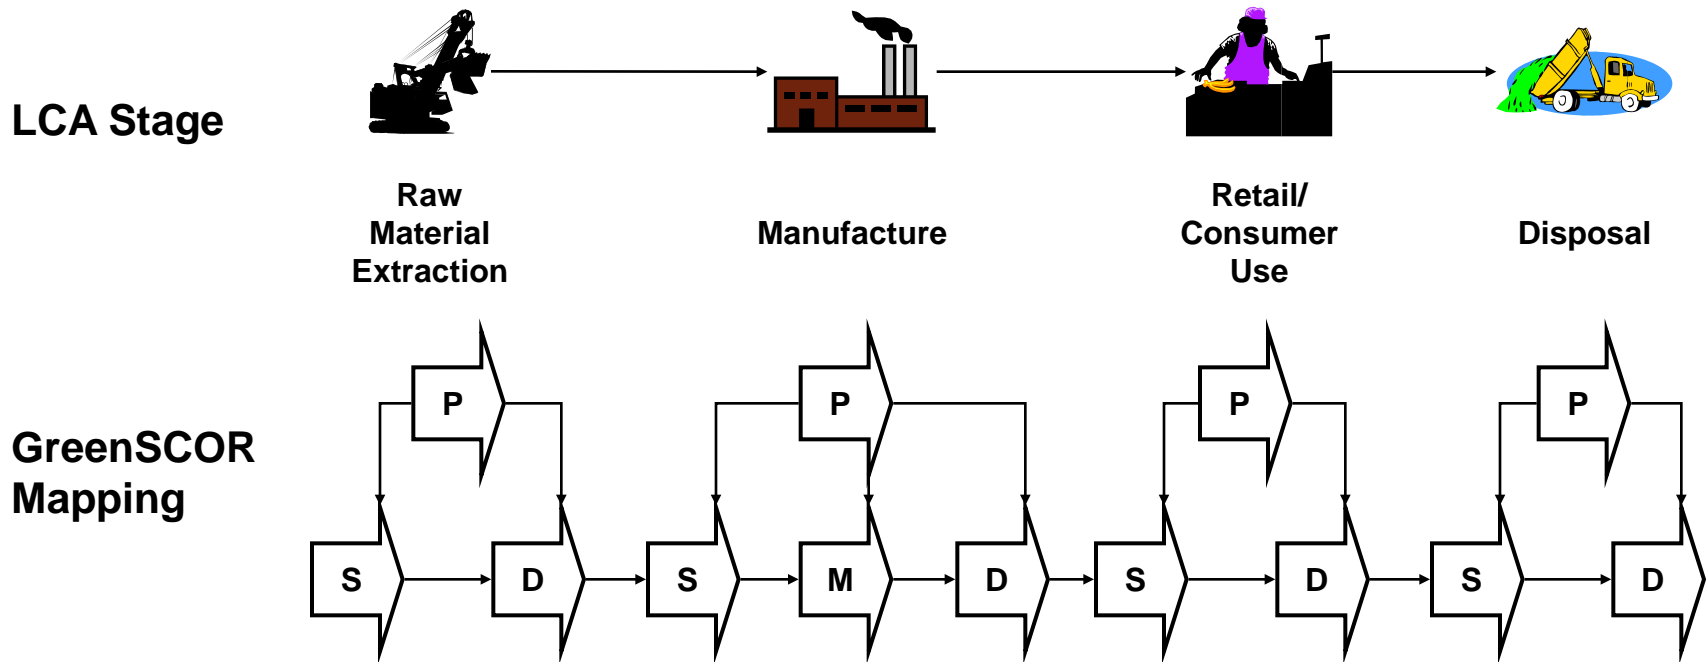 LCA Stage
Raw
Material
Extraction
Manufacture
Retail/
Consumer
Use
Disposal
GreenSCOR
Mapping
P
P
P
P
S
D
S
M
D
S
D
S
D